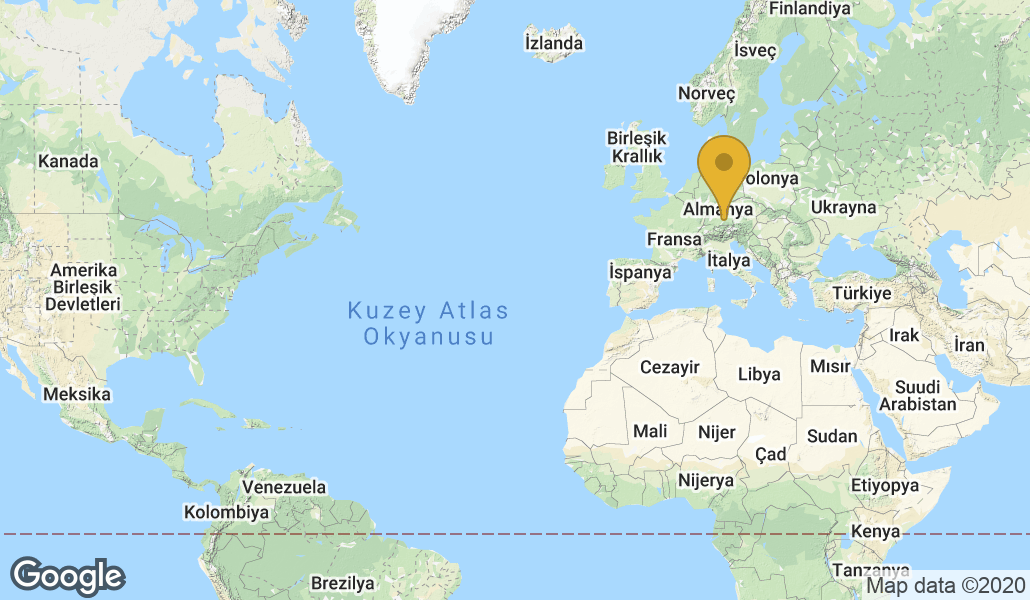 Finlandiya
İzlanda
İsveç
Norveç
Birleşik
Krallık
Kanada
olonya
Almanya
Ukrayna
Fransa
İtalya
Amerika
Birleşik
Devletleri
İspanya
Türkiye
Kuzey Atlas
Okyanusu
Irak
İran
Cezayir
Libya
Mısır
Suudi
Arabistan
Meksika
Mali
Nijer
Sudan
Çad
Nijerya
Etiyopya
Venezuela
Kolombiya
Kenya
Tanzanya
Brezilya
Google
Map data ©2020